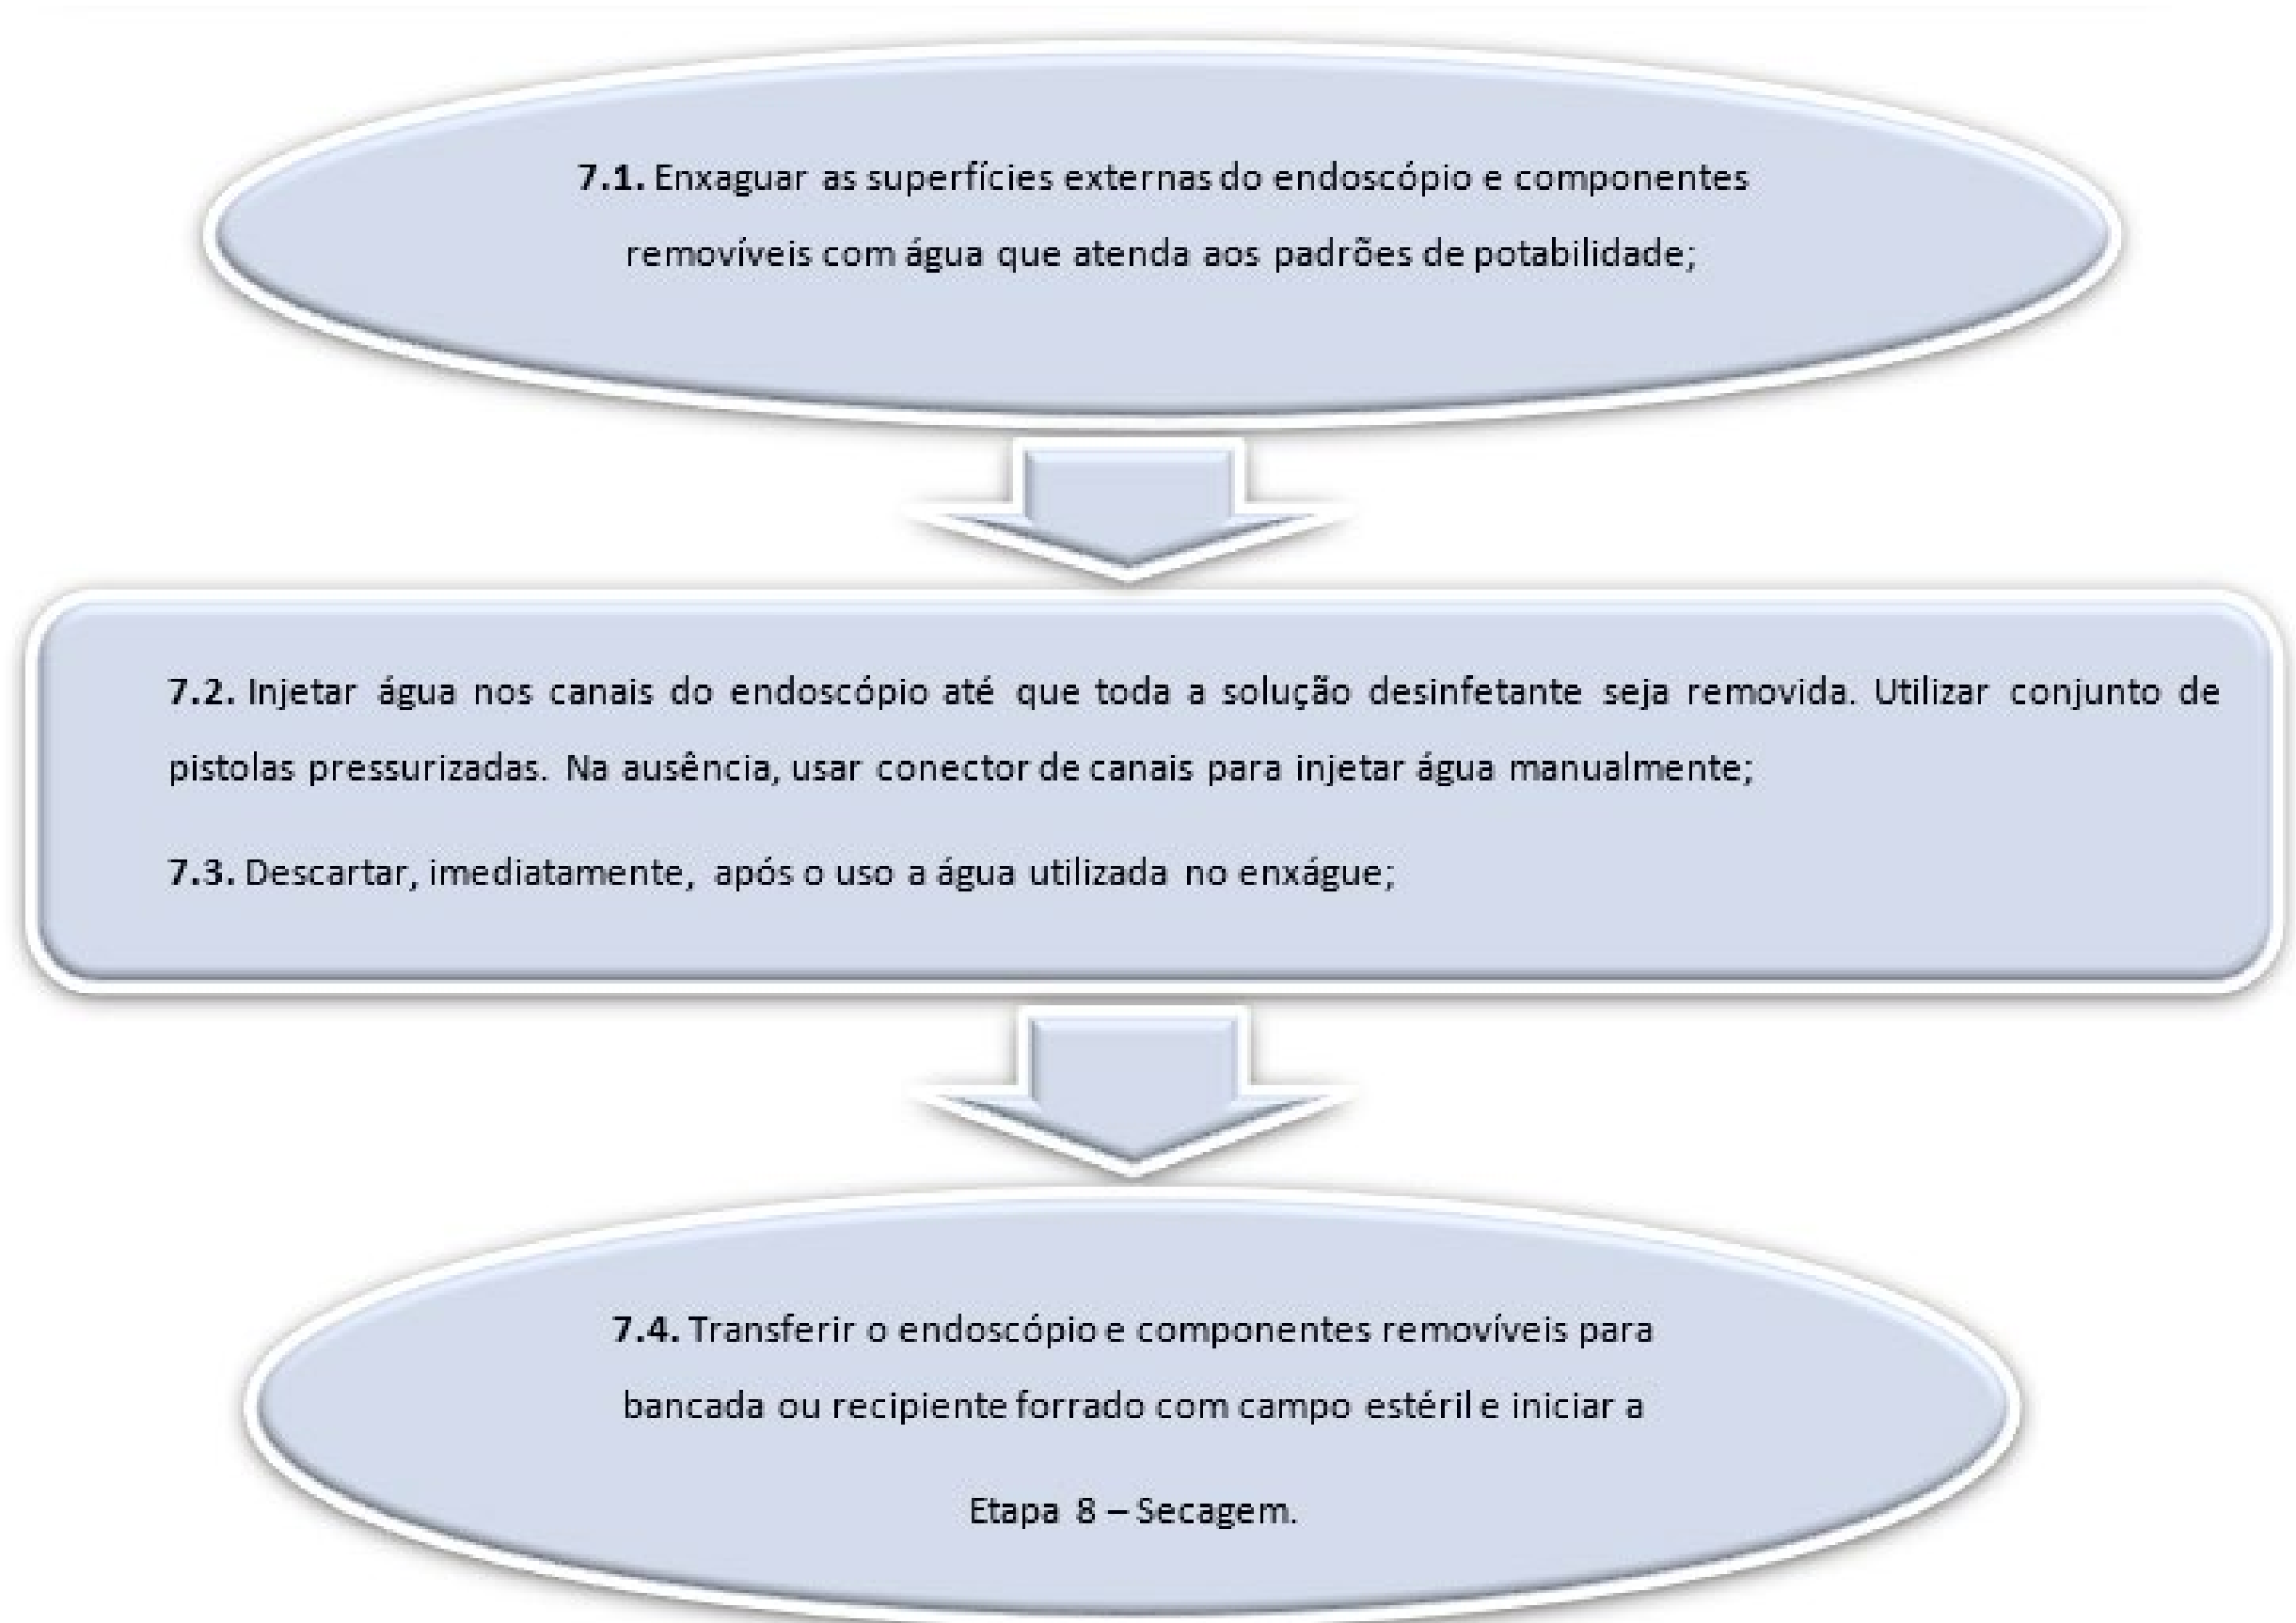 7.1. Enxaguar as superfícies externas do endoscópio e componentes
removíveis com água que atenda aos padrões de potabilidade;
7.2. Injetar água nos canais do endoscópio até que toda a solução desinfetante seja removida. Utilizar conjunto de
pistolas pressurizadas. Na ausência, usar conector de canais para injetar água manualmente;
7.3. Descartar, imediatamente, após o uso a água utilizada no enxágue;
7.4. Transferir o endoscópio e componentes removíveis para
bancada ou recipiente forrado com campo estéril e iniciar a
Etapa 8 – Secagem.